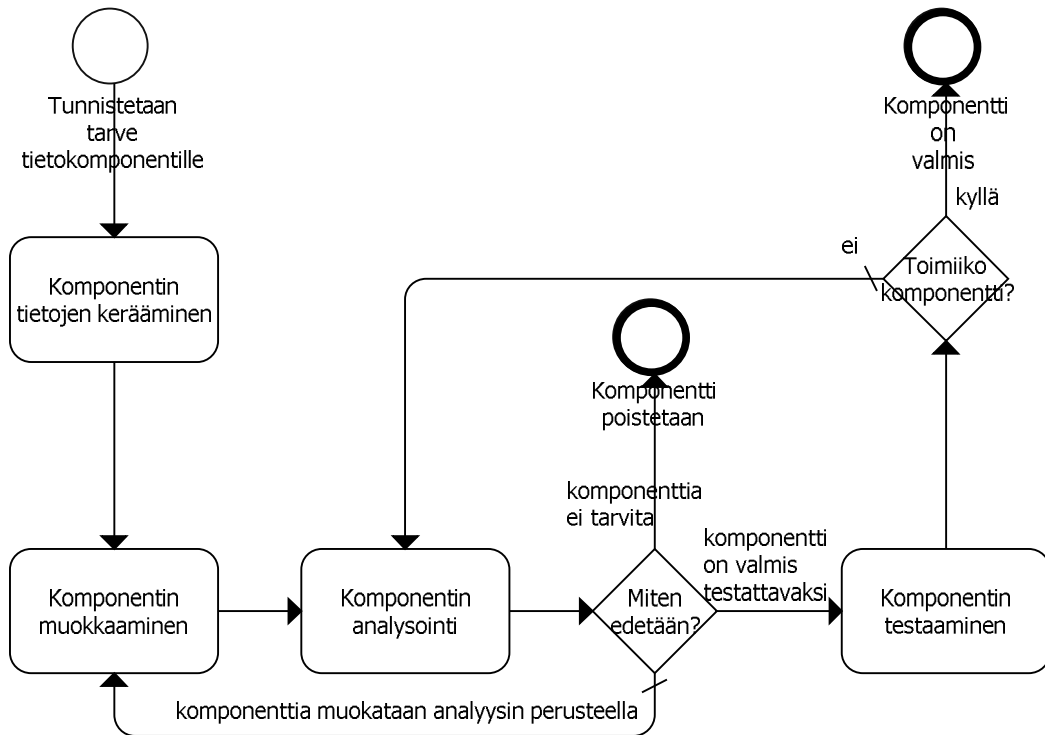 Tunnistetaan
tarve
tietokomponentille
Komponentti
on
valmis
kyllä
ei
Toimiiko
komponentti?
Komponentin
tietojen kerääminen
Komponentti
poistetaan
komponenttia
ei tarvita
komponentti
on valmis
testattavaksi
Komponentin
muokkaaminen
Komponentin
analysointi
Miten
edetään?
Komponentin
testaaminen
komponenttia muokataan analyysin perusteella